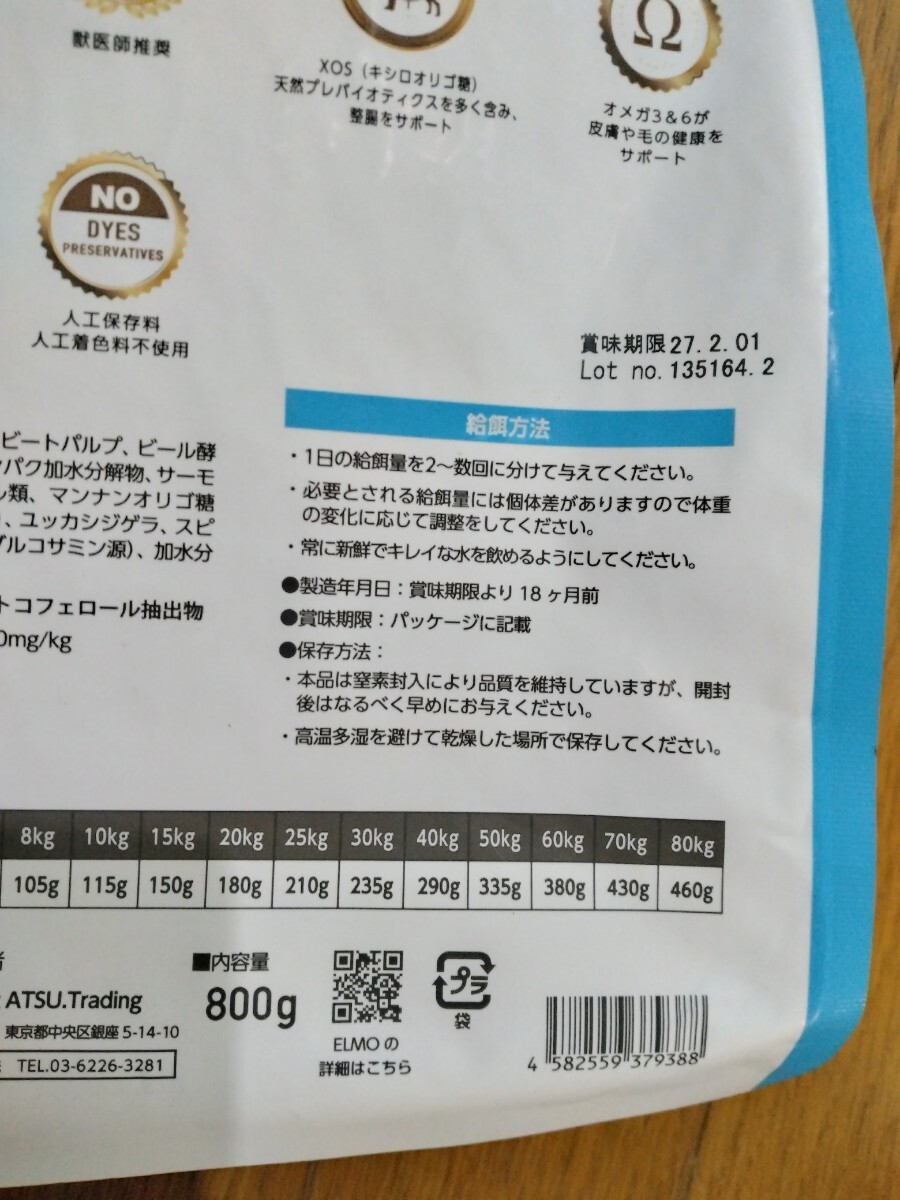 獣医師推奨
XOS（キシロオリゴ糖）
天然プレバイオティクスを多く含み、
整腸をサポート
Ω
オメガ3＆6が
皮膚や毛の健康を
サポート
NO
DYES
PRESERVATIVES
人工保存料
人工着色料不使用
賞味期限27.2.01
Lot no.135164.2
ビートパルプ、ビール酵
パク加水分解物、サーモ
ル類、マンナンオリゴ糖
、ユッカシジゲラ、スピ
グルコサミン源）、加水分
トコフェロール抽出物
0mg/kg
給餌方法
・1日の給餌量を2～数回に分けて与えてください。
・必要とされる給餌量には個体差がありますので体重
の変化に応じて調整をしてください。
・常に新鮮でキレイな水を飲めるようにしてください。
●製造年月日：賞味期限より18ヶ月前
●賞味期限：パッケージに記載
●保存方法：
・本品は窒素封入により品質を維持していますが、開封
後はなるべく早めにお与えください。
・高温多湿を避けて乾燥した場所で保存してください。
8kg 10kg 15kg 20kg 25kg 30kg 40kg 50kg 60kg 70kg 80kg
105g 115g 150g 180g 210g 235g 290g 335g 380g 430g 460g
者
ATSU.Trading
東京都中央区銀座5-14-10
TEL.03-6226-3281
■内容量
800g
ELMOの
詳細はこちら
プラ
袋
4 582559 379388